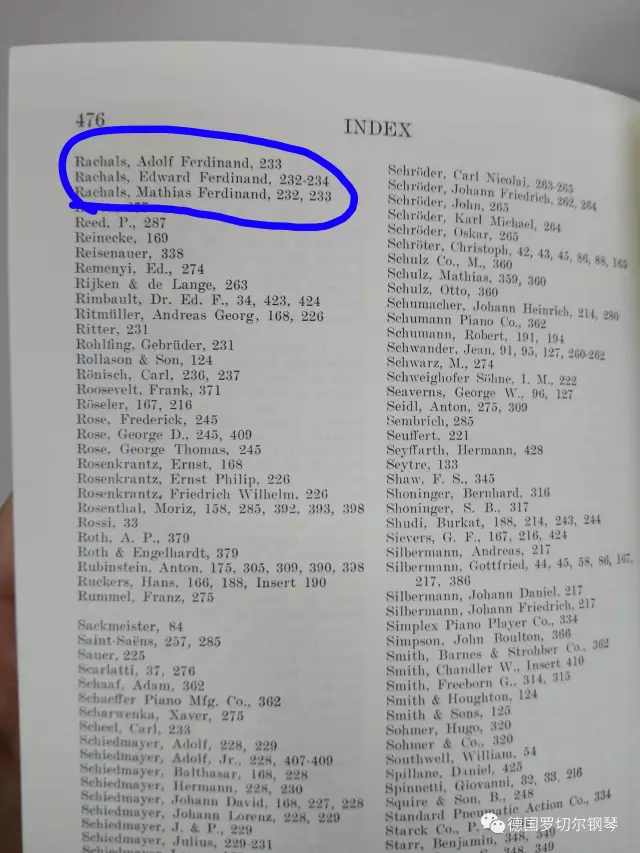 476
INDEX
Rachals, Adolf Ferdinand, 233
Rachals, Edward Ferdinand, 232-234
Rachals, Mathias Ferdinand, 232, 233
Reed. P., 287
Reinecke, 169
Reisenauer, 338
Remenyi, Ed., 274
Rijken & de Lange, 263
Rimbault, Dr. Ed. F., 34, 423, 424
Ritmüller, Andreas Georg, 168, 226
Ritter, 231
Rohlfing, Gebrüder, 231
Rollason & Son, 124
Rönisch, Carl, 236, 237
Roosevelt, Frank, 371
Röseler, 167, 216
Rose, Frederick, 245
Rose, George D., 245, 409
Rose. George Thomas, 245
Rosenkrantz, Ernst, 168
Rosenkrantz, Ernst Philip, 226
Rosenkrantz, Friedrich Wilhelm. 226
Rosenthal, Moriz, 158, 285, 392, 393, 398
Rossi, 33
Roth, A. P., 379
Roth & Engelhardt, 379
Rubinstein, Anton, 175, 305, 309, 390, 398
Ruckers, Hans, 166, 188, Insert 190
Rummel, Franz, 275
Sackmeister, 84
Saint-Saëns, 257, 285
Sauer, 225
Scarlatti, 37, 276
Schaaf, Adam, 362
Schaeffer Piano Mfg. Co., 362
Scharwenka, Xaver, 275
Scheel, Carl, 233
Schiedmayer, Adolf, 228, 229
Schiedmayer, Adolf, Jr., 228, 407-409
Schiedmayer, Balthasar, 168, 228
Schiedmayer, Hermann, 228, 230
Schiedmayer, Johann David, 168, 227, 228
Schiedmayer, Johann Lorenz, 228, 229
Schiedmayer, J. & P., 229
Schiedmayer, Julius, 229-231
Schröder, Carl Nicolai, 263-265
Schröder, Johann Friedrich, 262, 264
Schröder, John, 265
Schröder, Karl Michael, 264
Schröder, Oskar, 265
Schröter, Christoph, 42, 43, 45, 86, 88, 165
Schulz Co., M., 360
Schulz, Mathias, 359, 360
Schulz, Otto, 360
Schumacher, Johann Heinrich, 214, 280
Schumann Piano Co., 362
Schumann, Robert, 191, 194
Schwander, Jean, 91, 95, 127, 260-262
Schwarz, M., 274
Schweighofer Söhne, I. M., 222
Seaverns, George W., 96, 127
Seidl, Anton, 275, 309
Sembrich, 285
Seuffert. 221
Seyffarth, Hermann, 428
Seytre, 133
Shaw, F. S., 345
Shoninger, Bernhard. 316
Shoninger, S. B., 317
Shudi, Burkat, 188, 214, 243, 244
Sievers, G. F., 167, 216, 424
Silbermann, Andreas, 217
Silbermann, Gottfried, 44, 45, 58, 86, 167,
217, 386
Silbermann, Johann Daniel. 217
Silbermann, Johann Friedrich, 217
Simplex Piano Player Co., 334
Simpson, John Boulton, 366
Smith, Barnes & Strohber Co., 362
Smith, Chandler W., Insert 410
Smith, Freeborn G., 314, 315
Smith & Houghton, 124
Smith & Sons, 125
Sohmer, Hugo, 320
Sohmer & Co., 320
Southwell, William, 54
Spillane, Daniel, 425
Spinnetti, Giovanni, 32, 33, 216
Squire & Son, B., 248
Standard Pneumatic Action Co., 334
Starck Co., P.
Starr, Benjamin, 348, 349
德国罗切尔钢琴